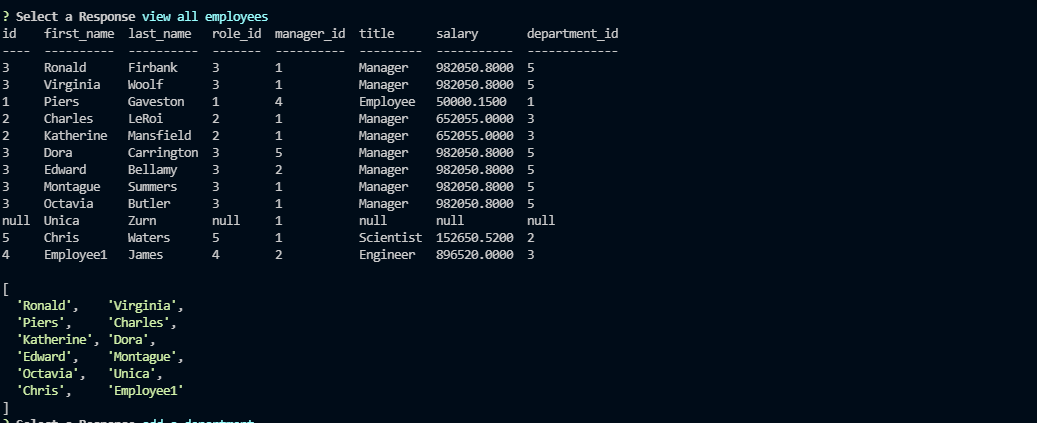 ? Select a Response view all employees
id first_name last_name role_id manager_id title salary department_id
---- ---------- ---------- ------- ---------- --------- ----------- -------------
3 Ronald Firbank 3 1 Manager 982050.8000 5
3 Virginia Woolf 3 1 Manager 982050.8000 5
1 Piers Gaveston 1 4 Employee 50000.1500 1
2 Charles LeRoi 2 1 Manager 652055.0000 3
2 Katherine Mansfield 2 1 Manager 652055.0000 3
3 Dora Carrington 3 5 Manager 982050.8000 5
3 Edward Bellamy 3 2 Manager 982050.8000 5
3 Montague Summers 3 1 Manager 982050.8000 5
3 Octavia Butler 3 1 Manager 982050.8000 5
null Unica Zurn null 1 null null null
5 Chris Waters 5 1 Scientist 152650.5200 2
4 Employee1 James 4 2 Engineer 896520.0000 3
[
'Ronald', 'Virginia',
'Piers', 'Charles',
'Katherine', 'Dora',
'Edward', 'Montague',
'Octavia', 'Unica',
'Chris', 'Employee1'
]
? Select a Response add a department